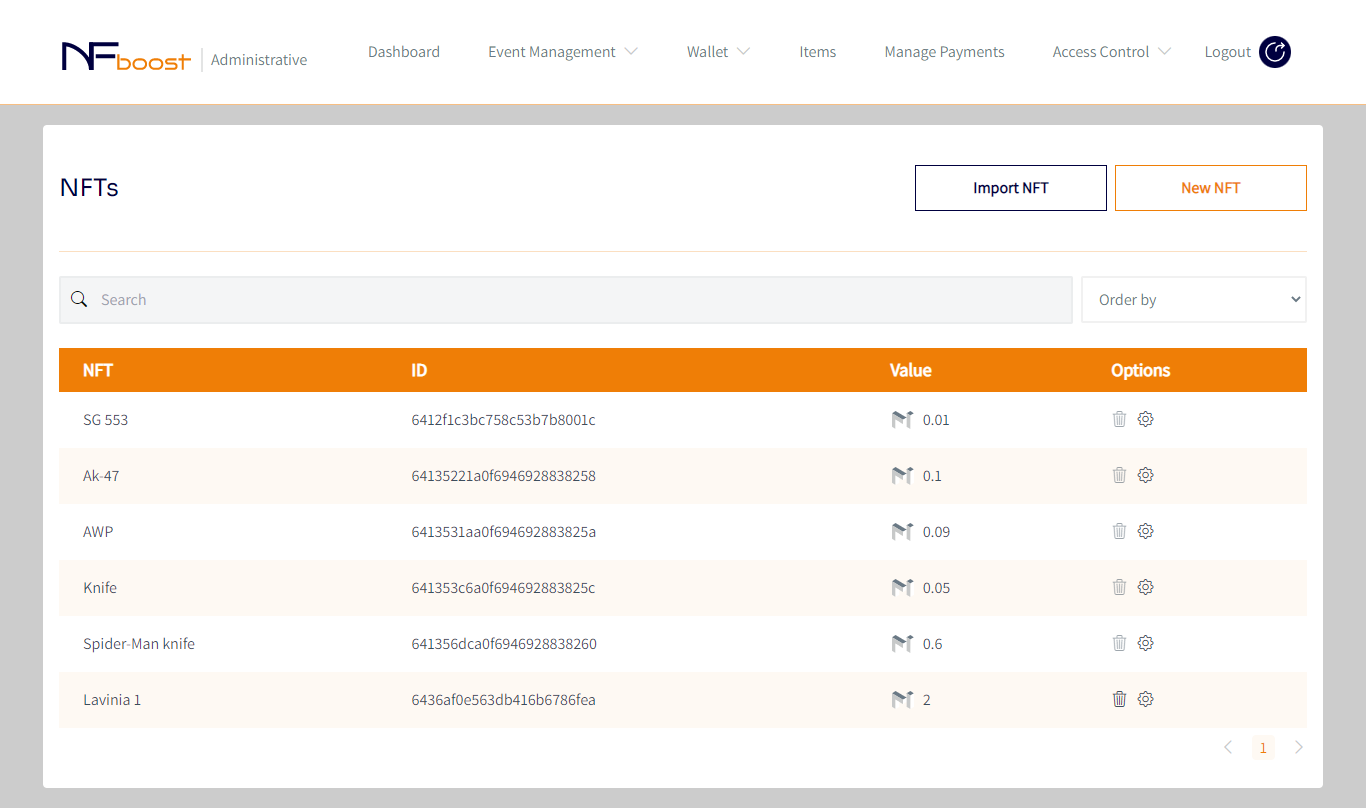 NFboost Administrative Dashboard Event Management Wallet Items Manage Payments Access Control Logout
NFTs Import NFT New NFT
Search Order by
NFT ID Value Options
SG 553 6412f1c3bc758c53b7b8001c 0.01
Ak-47 64135221a0f6946928838258 0.1
AWP 6413531aa0f694692883825a 0.09
Knife 641353c6a0f694692883825c 0.05
Spider-Man knife 641356dca0f6946928838260 0.6
Lavinia 1 6436af0e563db416b6786fea 2
1